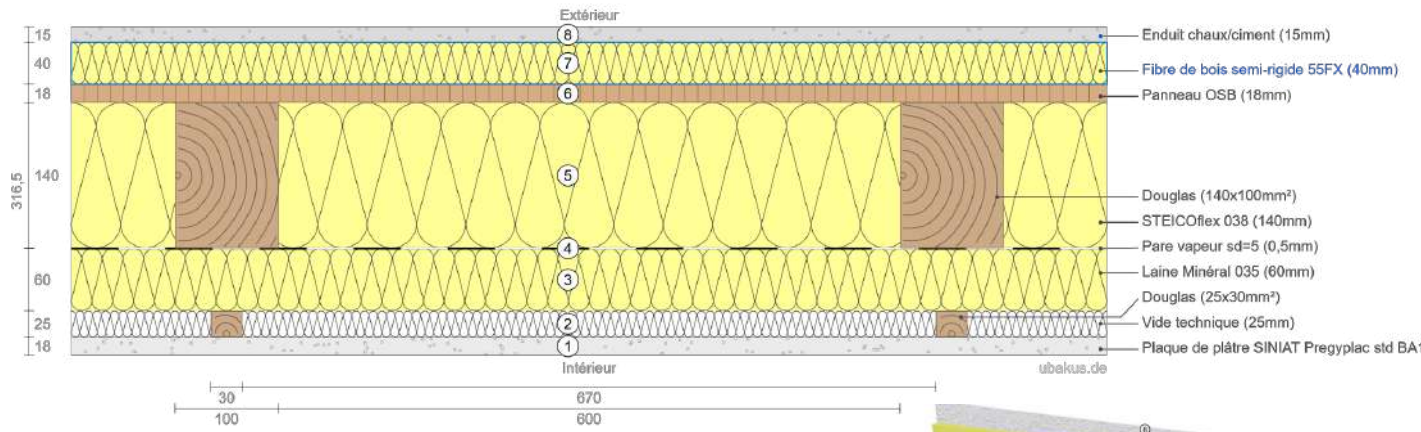 Extérieur
15
40
18
140
60
25
18
316,5
8
7
6
5
4
3
2
1
Enduit chaux/ciment (15mm)
Fibre de bois semi-rigide 55FX (40mm)
Panneau OSB (18mm)
Douglas (140x100mm²)
STEICOflex 038 (140mm)
Pare vapeur sd=5 (0,5mm)
Laine Minéral 035 (60mm)
Douglas (25x30mm²)
Vide technique (25mm)
Plaque de plâtre SINIAT Pregyplac std BA1
Intérieur
ubakus.de
30
670
100
600